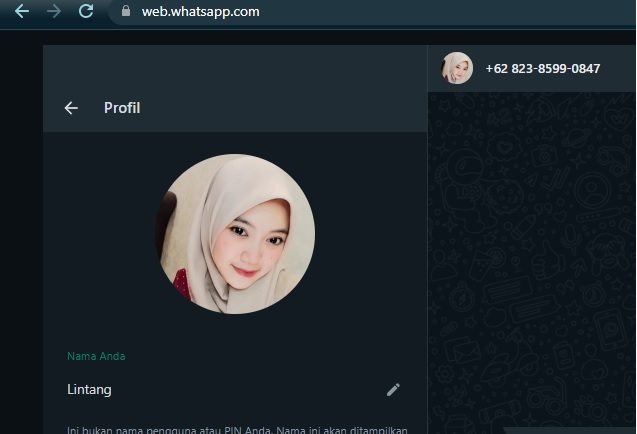 web.whatsapp.com
+62 823-8599-0847
Profil
Nama Anda
Lintang
Ini bukan nama pengguna atau PIN Anda. Nama ini akan ditampilkan